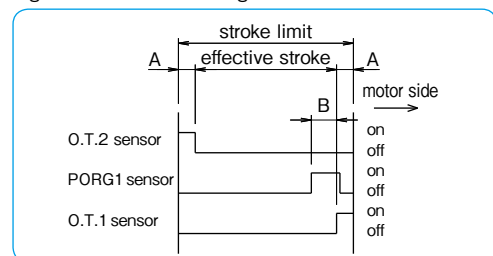 stroke limit
A effective stroke A
motor side
B
O.T.2 sensor on
off
PORG1 sensor on
off
O.T.1 sensor on
off